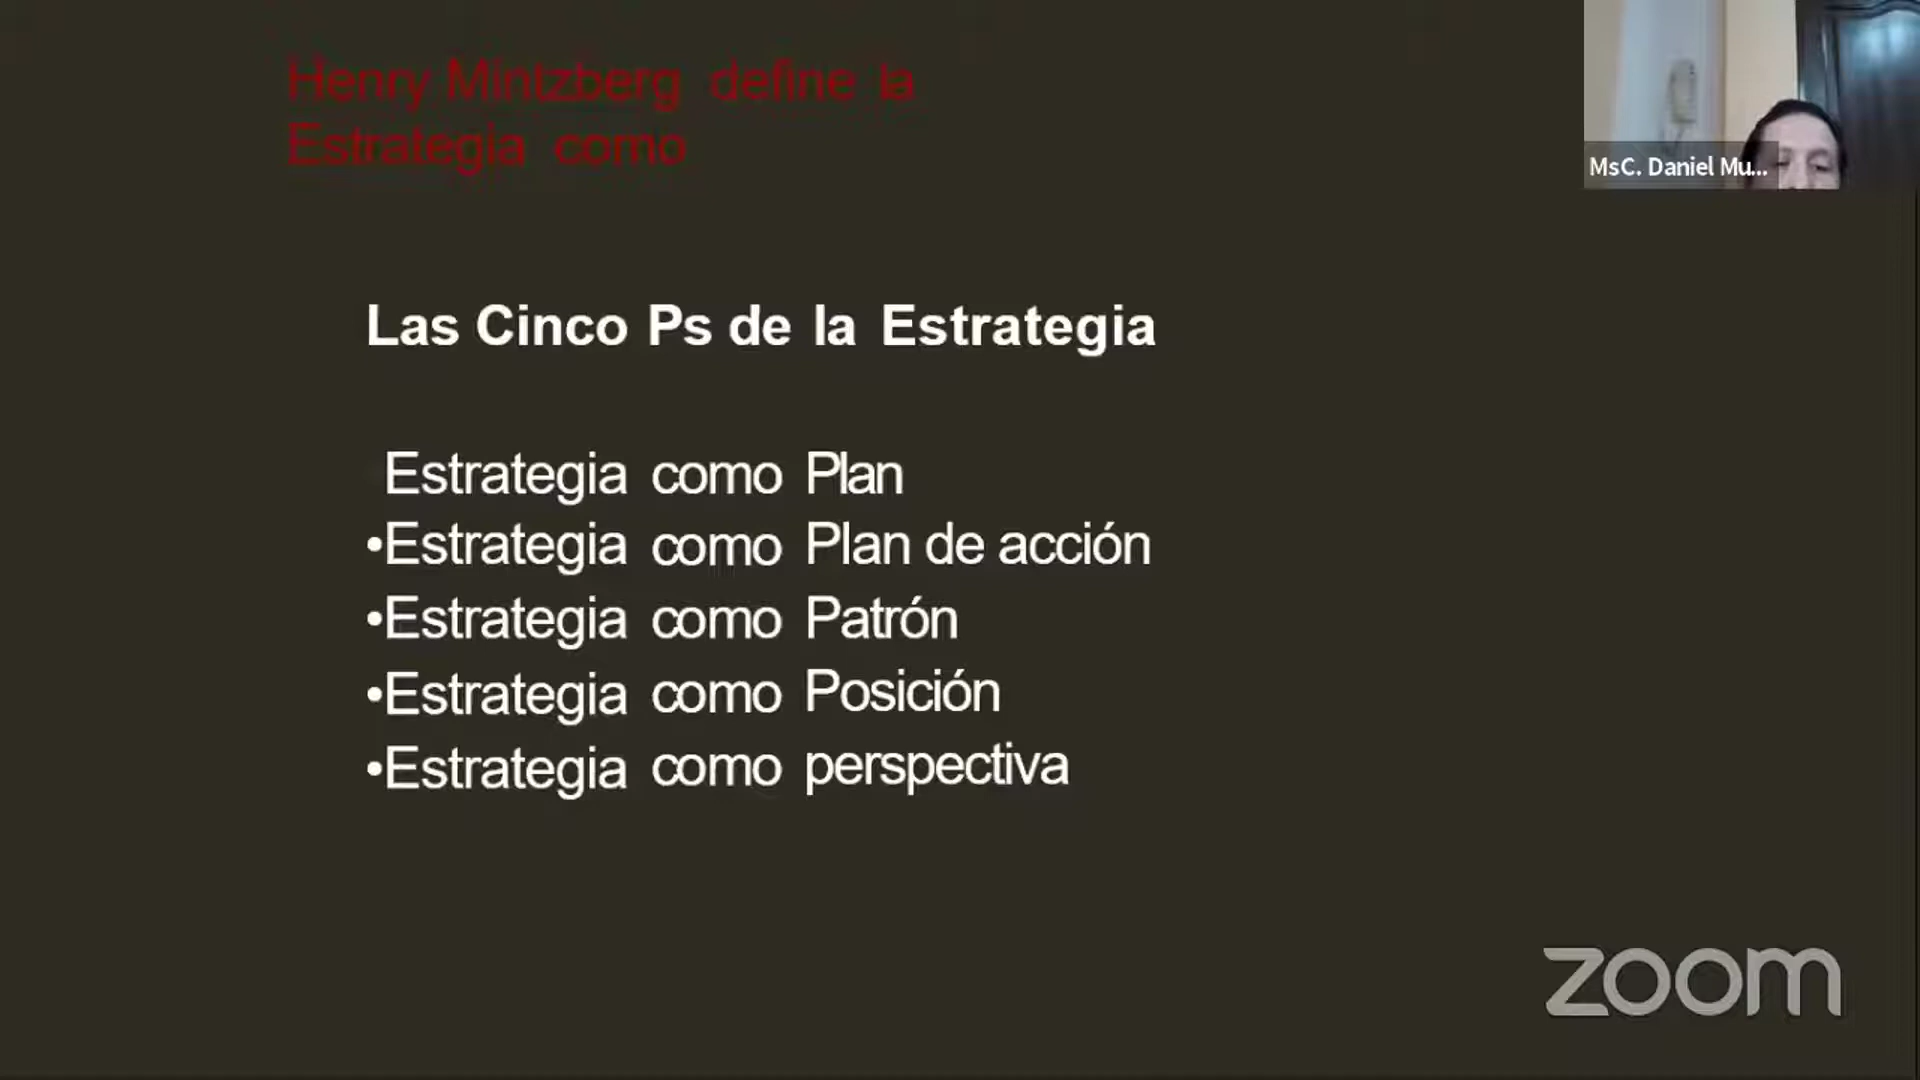 Henry Mintzberg define la
Estrategia como
MsC. Daniel Mu...
Las Cinco Ps de la Estrategia
Estrategia como Plan
•Estrategia como Plan de acción
•Estrategia como Patrón
•Estrategia como Posición
•Estrategia como perspectiva
zoom